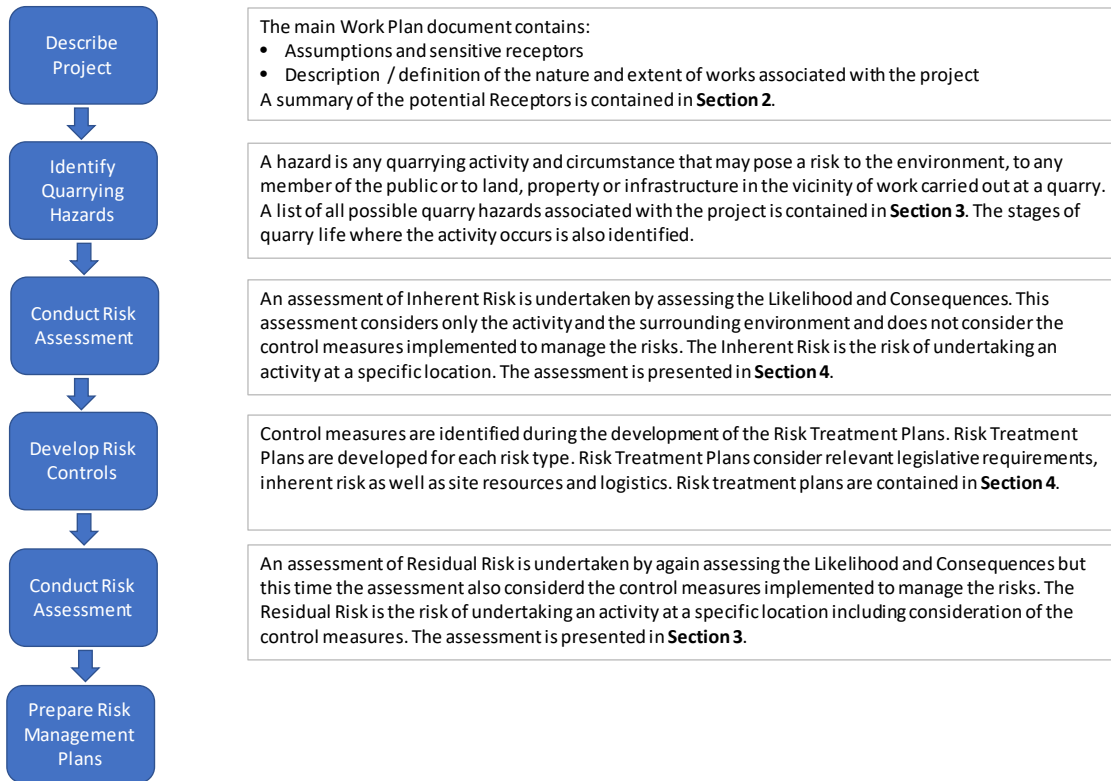 Describe
Project
The main Work Plan document contains:
• Assumptions and sensitive receptors
• Description / definition of the nature and extent of works associated with the project
A summary of the potential Receptors is contained in Section 2.
Identify
Quarrying
Hazards
A hazard is any quarrying activity and circumstance that may pose a risk to the environment, to any
member of the public or to land, property or infrastructure in the vicinity of work carried out at a quarry.
A list of all possible quarry hazards associated with the project is contained in Section 3. The stages of
quarry life where the activity occurs is also identified.
Conduct Risk
Assessment
An assessment of Inherent Risk is undertaken by assessing the Likelihood and Consequences. This
assessment considers only the activity and the surrounding environment and does not consider the
control measures implemented to manage the risks. The Inherent Risk is the risk of undertaking an
activity at a specific location. The assessment is presented in Section 4.
Develop Risk
Controls
Control measures are identified during the development of the Risk Treatment Plans. Risk Treatment
Plans are developed for each risk type. Risk Treatment Plans consider relevant legislative requirements,
inherent risk as well as site resources and logistics. Risk treatment plans are contained in Section 4.
Conduct Risk
Assessment
An assessment of Residual Risk is undertaken by again assessing the Likelihood and Consequences but
this time the assessment also considerd the control measures implemented to manage the risks. The
Residual Risk is the risk of undertaking an activity at a specific location including consideration of the
control measures. The assessment is presented in Section 3.
Prepare Risk
Management
Plans